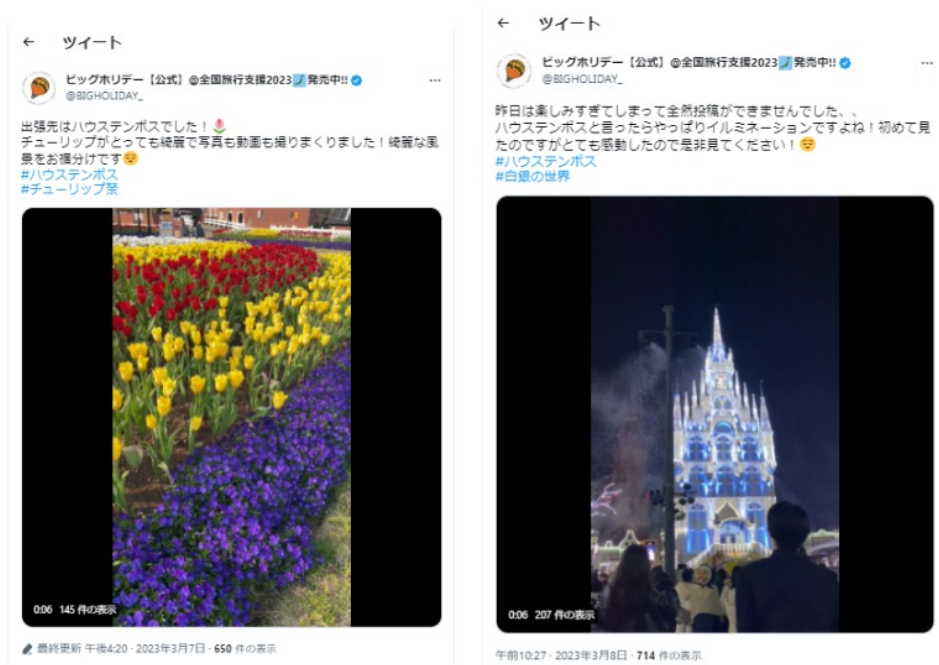 ← ツイート
ビッグホリデー【公式】@全国旅行支援2023🗾発売中!!
@BIGHOLIDAY_
出張先はハウステンボスでした！🌷
チューリップがとっても綺麗で写真も動画も撮りまくりました！綺麗な風
景をお裾分けです😌
#ハウステンボス
#チューリップ祭
0:06 145 件の表示
最終更新 午後4:20 · 2023年3月7日 · 650 件の表示
← ツイート
ビッグホリデー【公式】@全国旅行支援2023🗾発売中!!
@BIGHOLIDAY_
昨日は楽しみすぎてしまって全然投稿ができませんでした、、
ハウステンボスと言ったらやっぱりイルミネーションですよね！初めて見
たのですがとても感動したので是非見てください！😌
#ハウステンボス
#白銀の世界
0:06 207 件の表示
午前10:27 · 2023年3月8日 · 714 件の表示